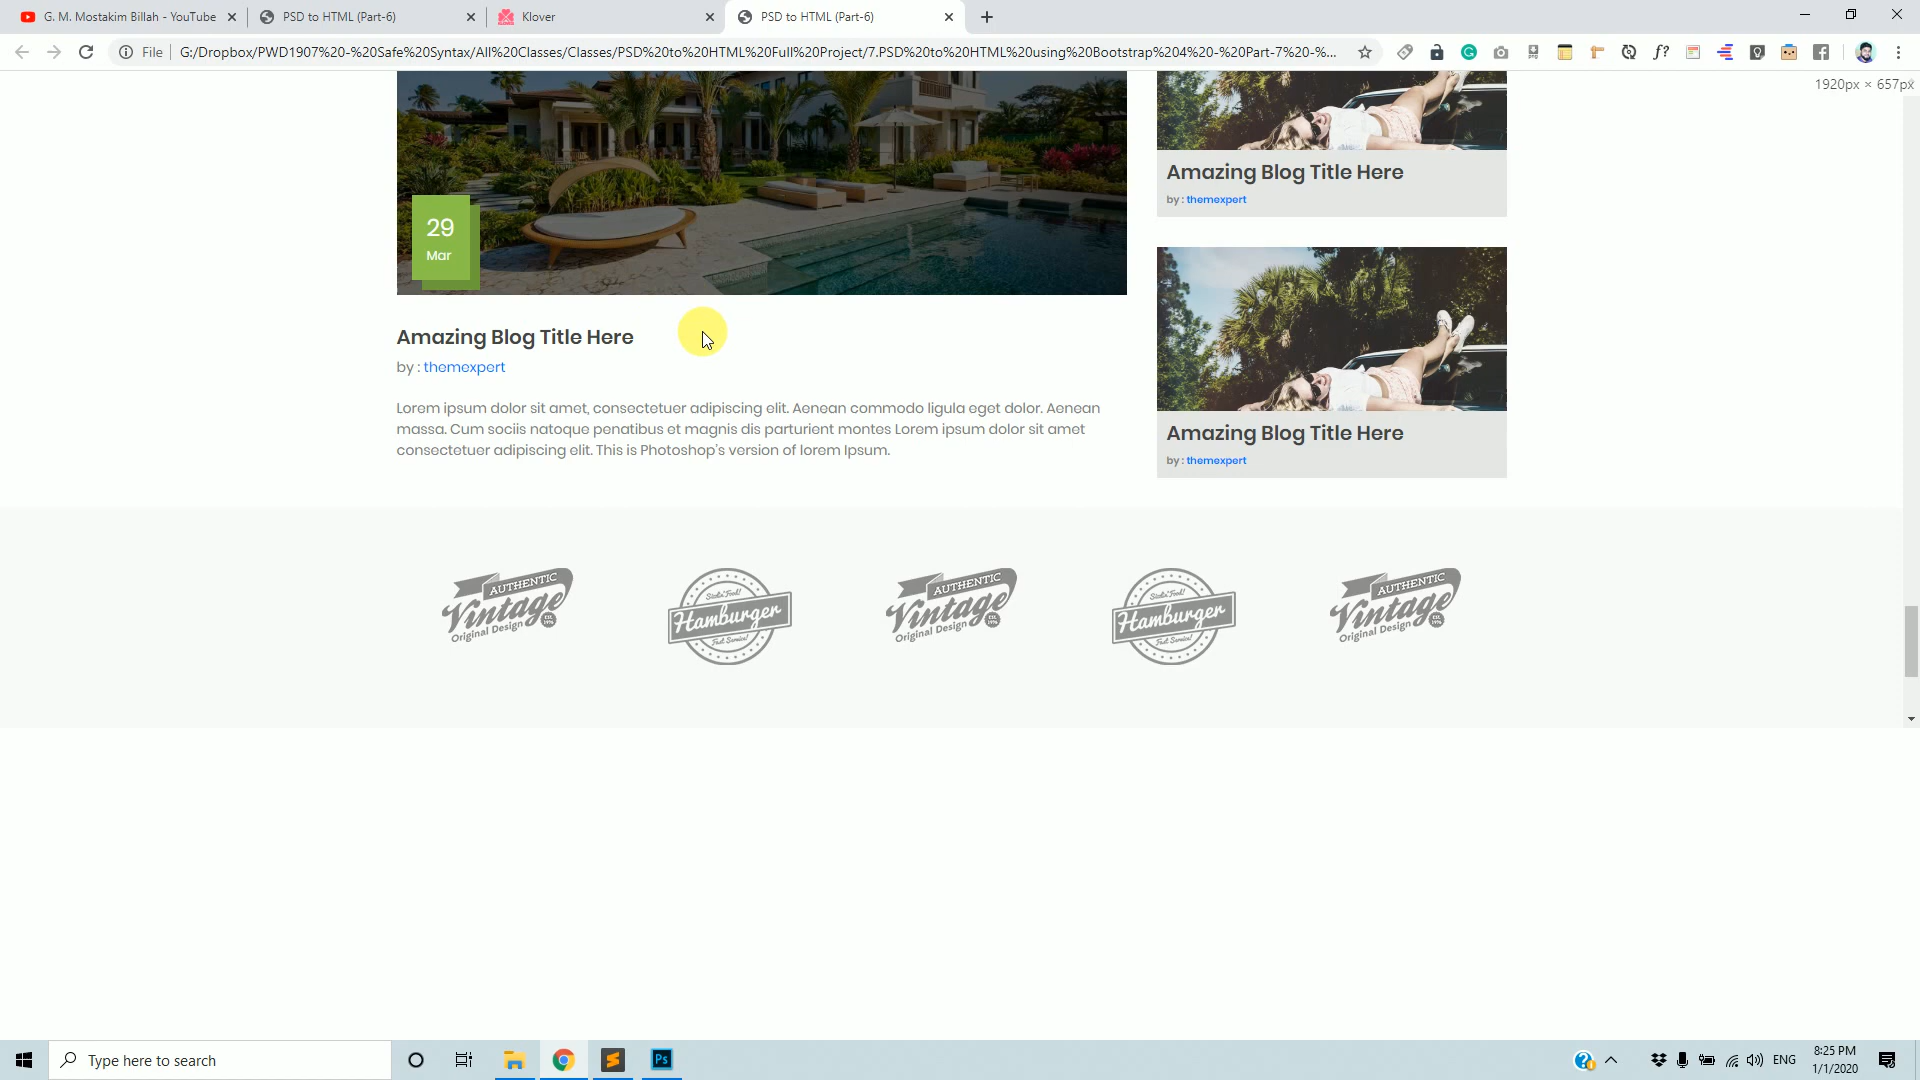 G. M. Mostakim Billah - YouTube
PSD to HTML (Part-6)
Klover
PSD to HTML (Part-6)
File
G:/Dropbox/PWD1907%20-%20Safe%20Syntax/All%20Classes/Classes/PSD%20to%20HTML%20Full%20Project/7.PSD%20to%20HTML%20using%20Bootstrap%204%20-%20Part-7%20-%...
1920px × 657px
29
Mar
Amazing Blog Title Here
by : themexpert
Amazing Blog Title Here
by : themexpert
Lorem ipsum dolor sit amet, consectetuer adipiscing elit. Aenean commodo ligula eget dolor. Aenean
massa. Cum sociis natoque penatibus et magnis dis parturient montes Lorem ipsum dolor sit amet
consectetuer adipiscing elit. This is Photoshop's version of lorem Ipsum.
Amazing Blog Title Here
by : themexpert
AUTHENTIC
Vintage
Original Design
Hamburger
Fast Service!
AUTHENTIC
Vintage
Original Design
Hamburger
Fast Service!
AUTHENTIC
Vintage
Original Design
Type here to search
Ps
ENG
8:25 PM
1/1/2020